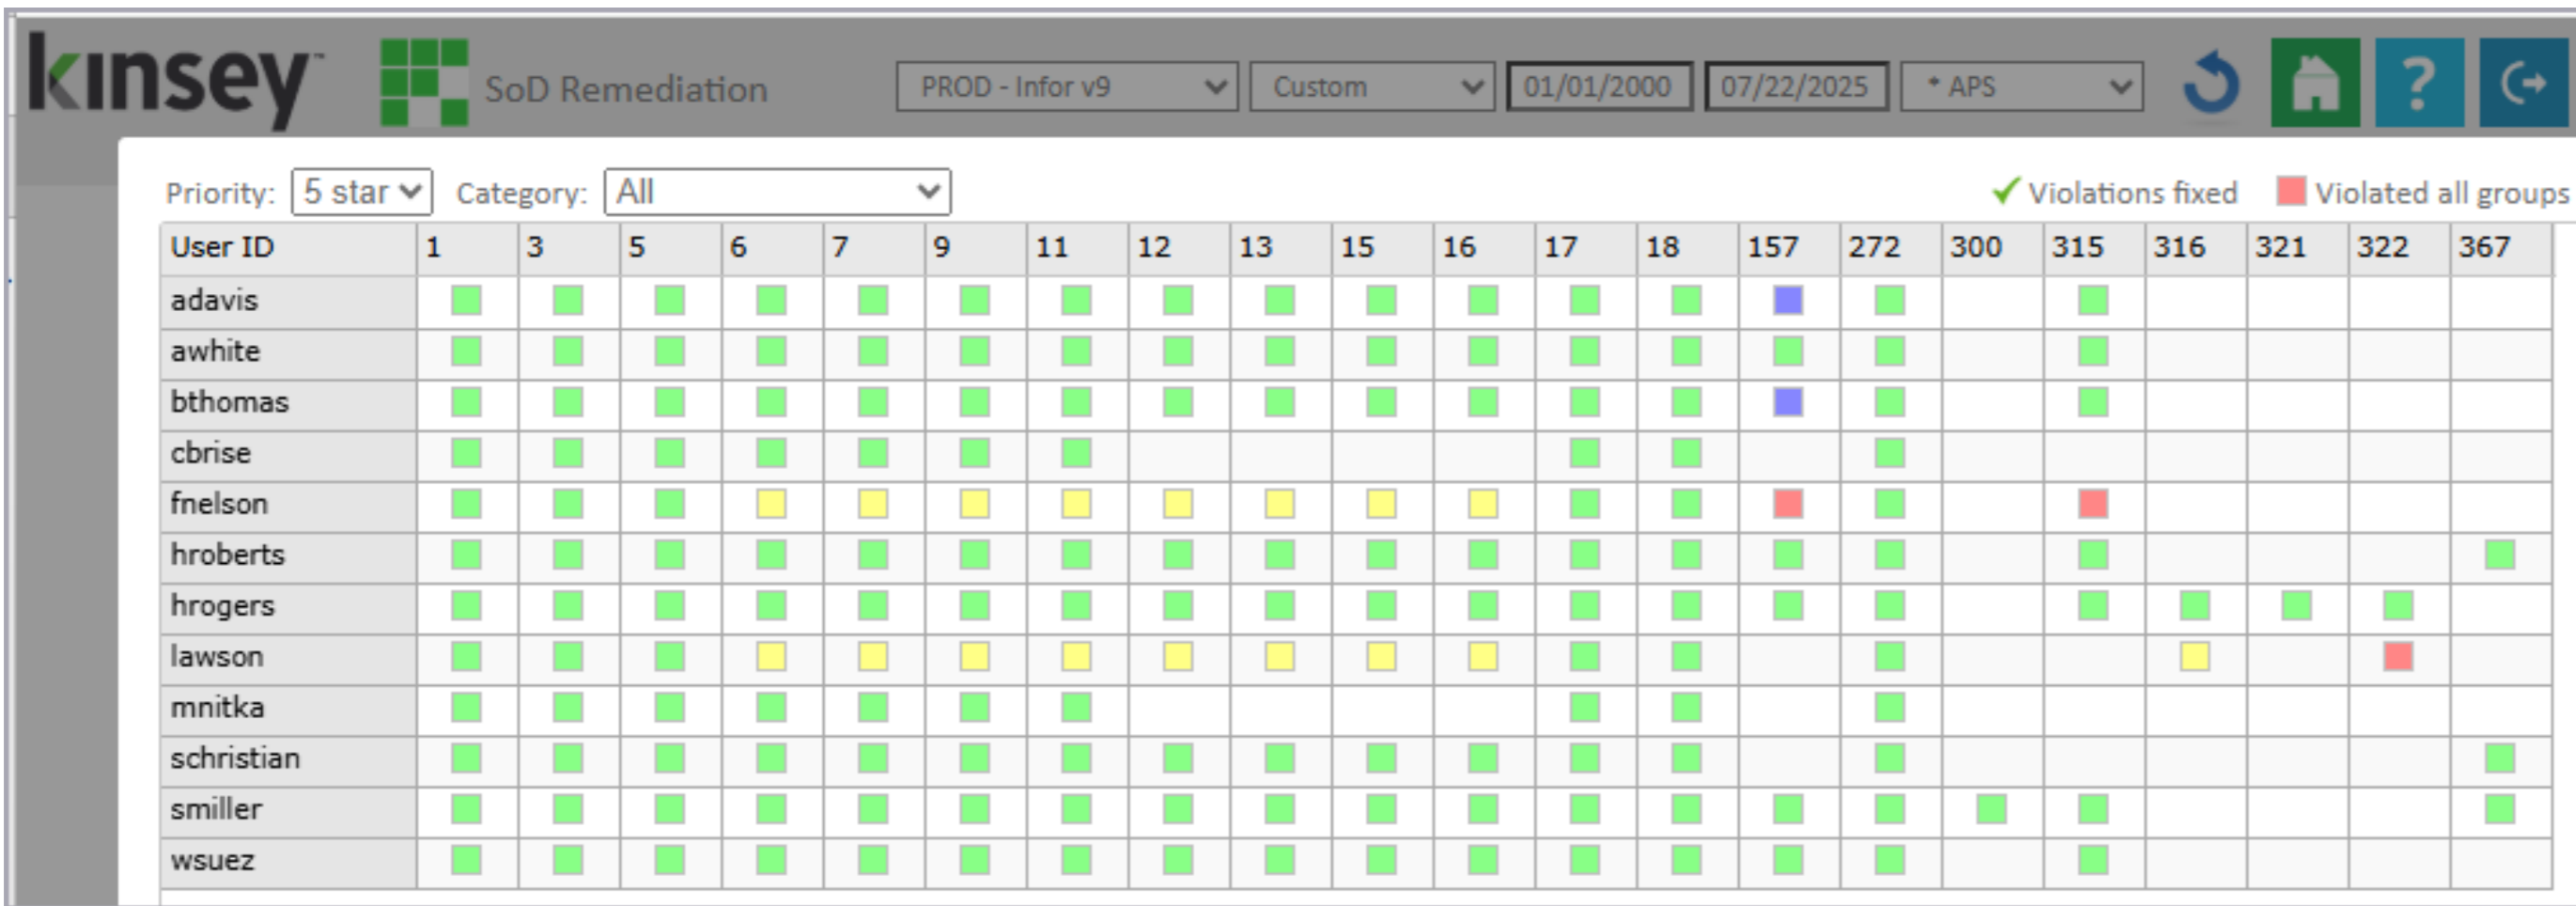 kinsey™ SoD Remediation PROD - Infor v9 Custom 01/01/2000 07/22/2025 * APS ?
Priority: 5 star Category: All Violations fixed Violated all groups
User ID 1 3 5 6 7 9 11 12 13 15 16 17 18 157 272 300 315 316 321 322 367
adavis
awhite
bthomas
cbrise
fnelson
hroberts
hrogers
lawson
mnitka
schristian
smiller
wsuez